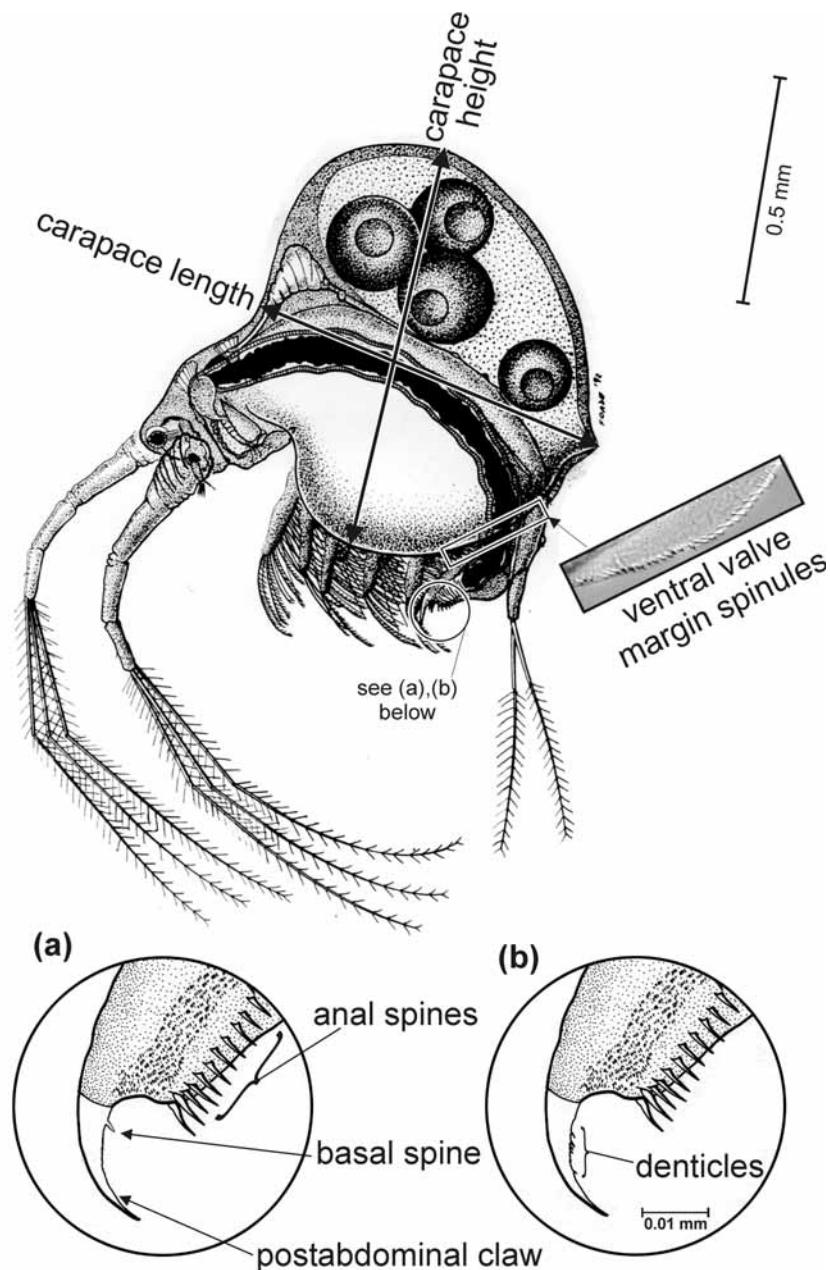 carapace
height
0.5 mm
carapace length
ventral valve
margin spinules
see (a),(b)
below
(a)
(b)
anal spines
basal spine
denticles
0.01 mm
postabdominal claw